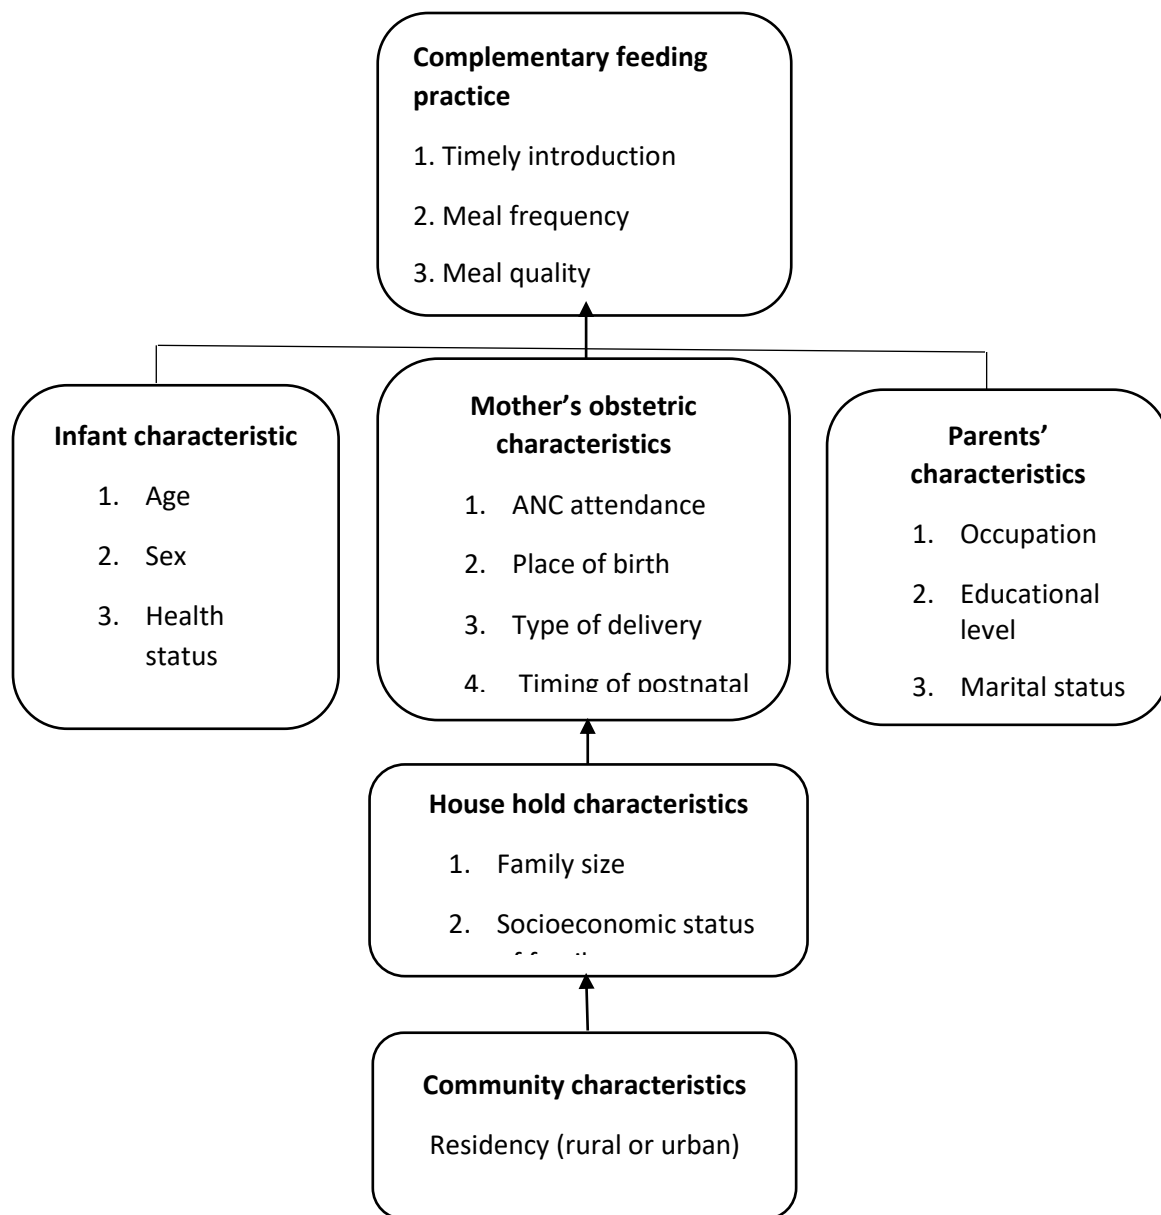 Complementary feeding
practice
1. Timely introduction
2. Meal frequency
3. Meal quality
Infant characteristic
1. Age
2. Sex
3. Health
status
Mother’s obstetric
characteristics
1. ANC attendance
2. Place of birth
3. Type of delivery
4. Timing of postnatal
Parents’
characteristics
1. Occupation
2. Educational
level
3. Marital status
House hold characteristics
1. Family size
2. Socioeconomic status
Community characteristics
Residency (rural or urban)